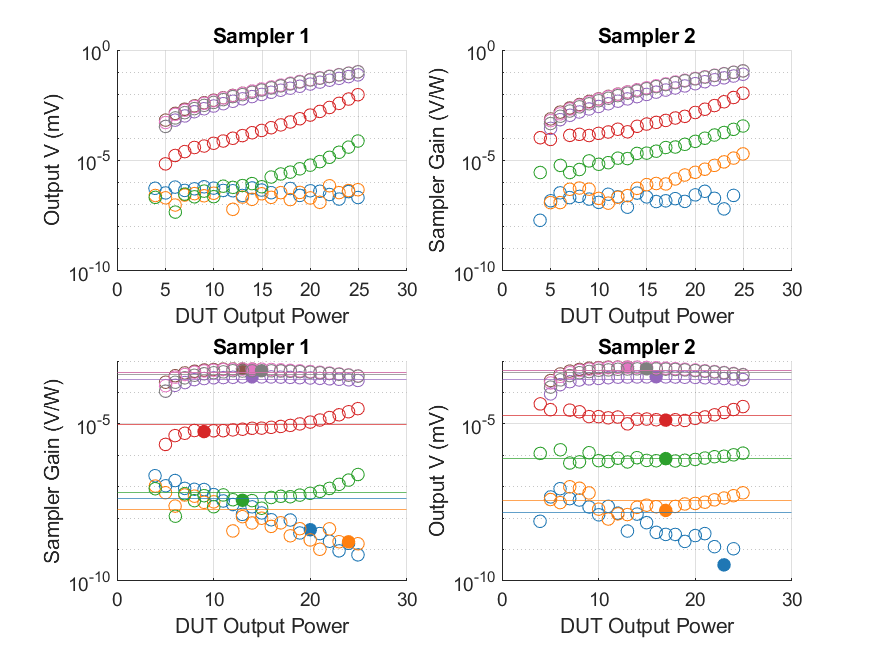 Sampler 1
Sampler 2
10^0
10^-5
10^-10
Output V (mV)
0 5 10 15 20 25 30
DUT Output Power
10^0
10^-5
10^-10
Sampler Gain (V/W)
0 5 10 15 20 25 30
DUT Output Power
Sampler 1
Sampler 2
10^-5
10^-10
Sampler Gain (V/W)
0 10 20 30
DUT Output Power
10^-5
10^-10
Output V (mV)
0 10 20 30
DUT Output Power